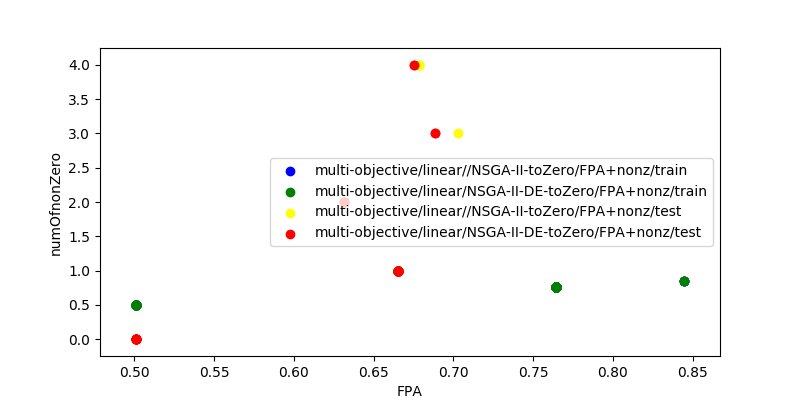 4.0
3.5
3.0
2.5
2.0
1.5
1.0
0.5
0.0
numOfnonZero
multi-objective/linear//NSGA-II-toZero/FPA+nonz/train
multi-objective/linear/NSGA-II-DE-toZero/FPA+nonz/train
multi-objective/linear//NSGA-II-toZero/FPA+nonz/test
multi-objective/linear/NSGA-II-DE-toZero/FPA+nonz/test
0.50 0.55 0.60 0.65 0.70 0.75 0.80 0.85
FPA